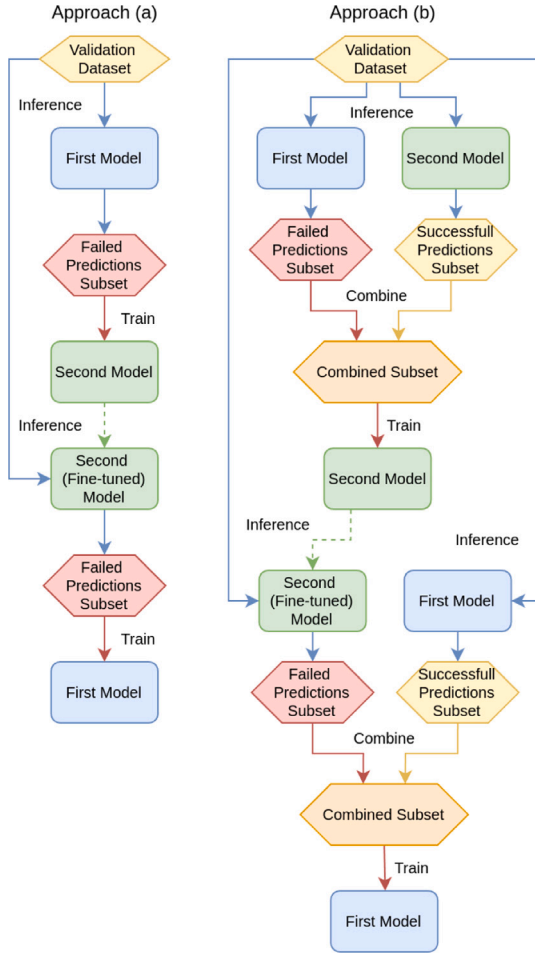 Approach (a)
Validation
Dataset
Inference
First Model
Failed
Predictions
Subset
Train
Second Model
Inference
Second
(Fine-tuned)
Model
Failed
Predictions
Subset
Train
First Model
Approach (b)
Validation
Dataset
Inference
First Model
Second Model
Failed
Predictions
Subset
Successfull
Predictions
Subset
Combine
Combined Subset
Train
Second Model
Inference
Inference
Second
(Fine-tuned)
Model
First Model
Failed
Predictions
Subset
Successfull
Predictions
Subset
Combine
Combined Subset
Train
First Model